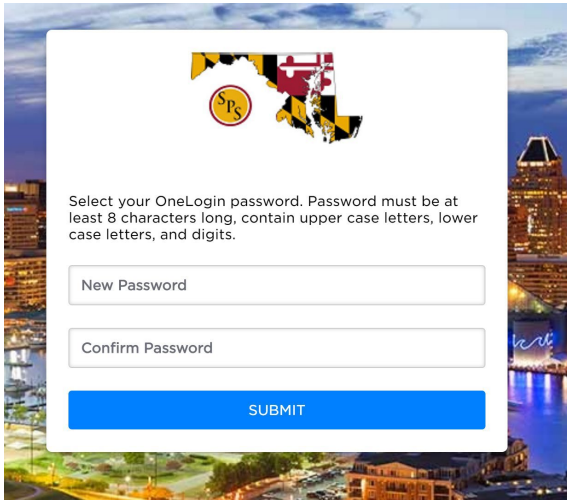 SPS
Select your OneLogin password. Password must be at
least 8 characters long, contain upper case letters, lower
case letters, and digits.
New Password
Confirm Password
SUBMIT